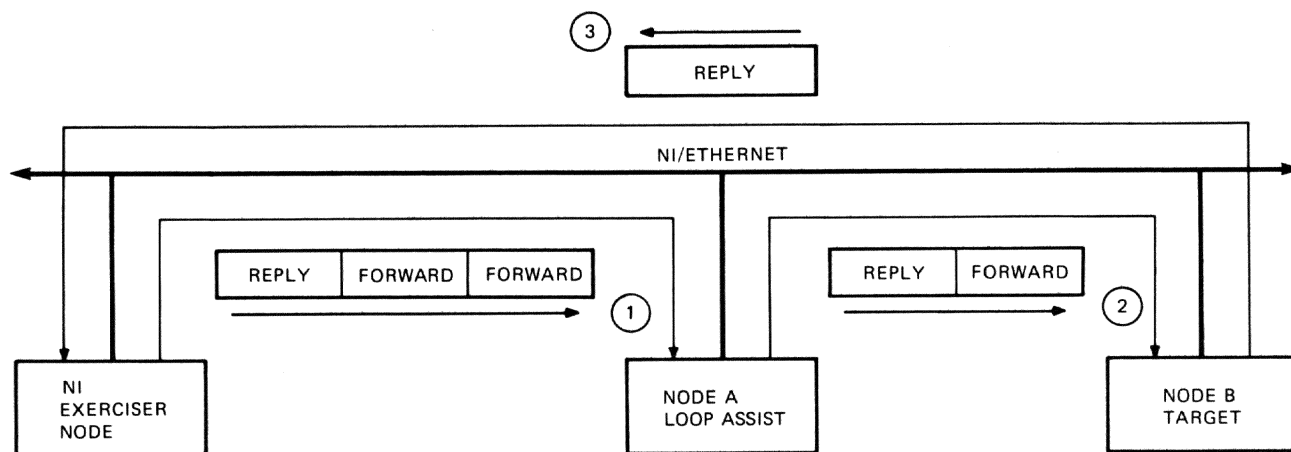 3
REPLY
NI/ETHERNET
REPLY FORWARD FORWARD
1
REPLY FORWARD
2
NI
EXERCISER
NODE
NODE A
LOOP ASSIST
NODE B
TARGET